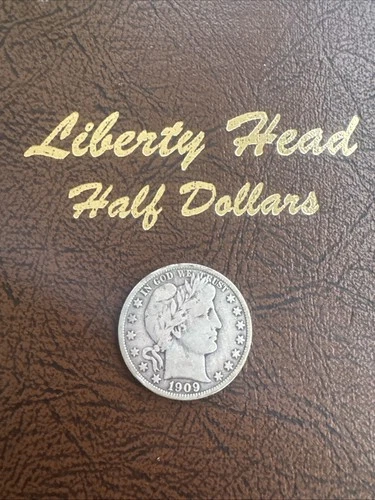 Liberty Head
Half Dollars
IN GOD WE TRUST
1909